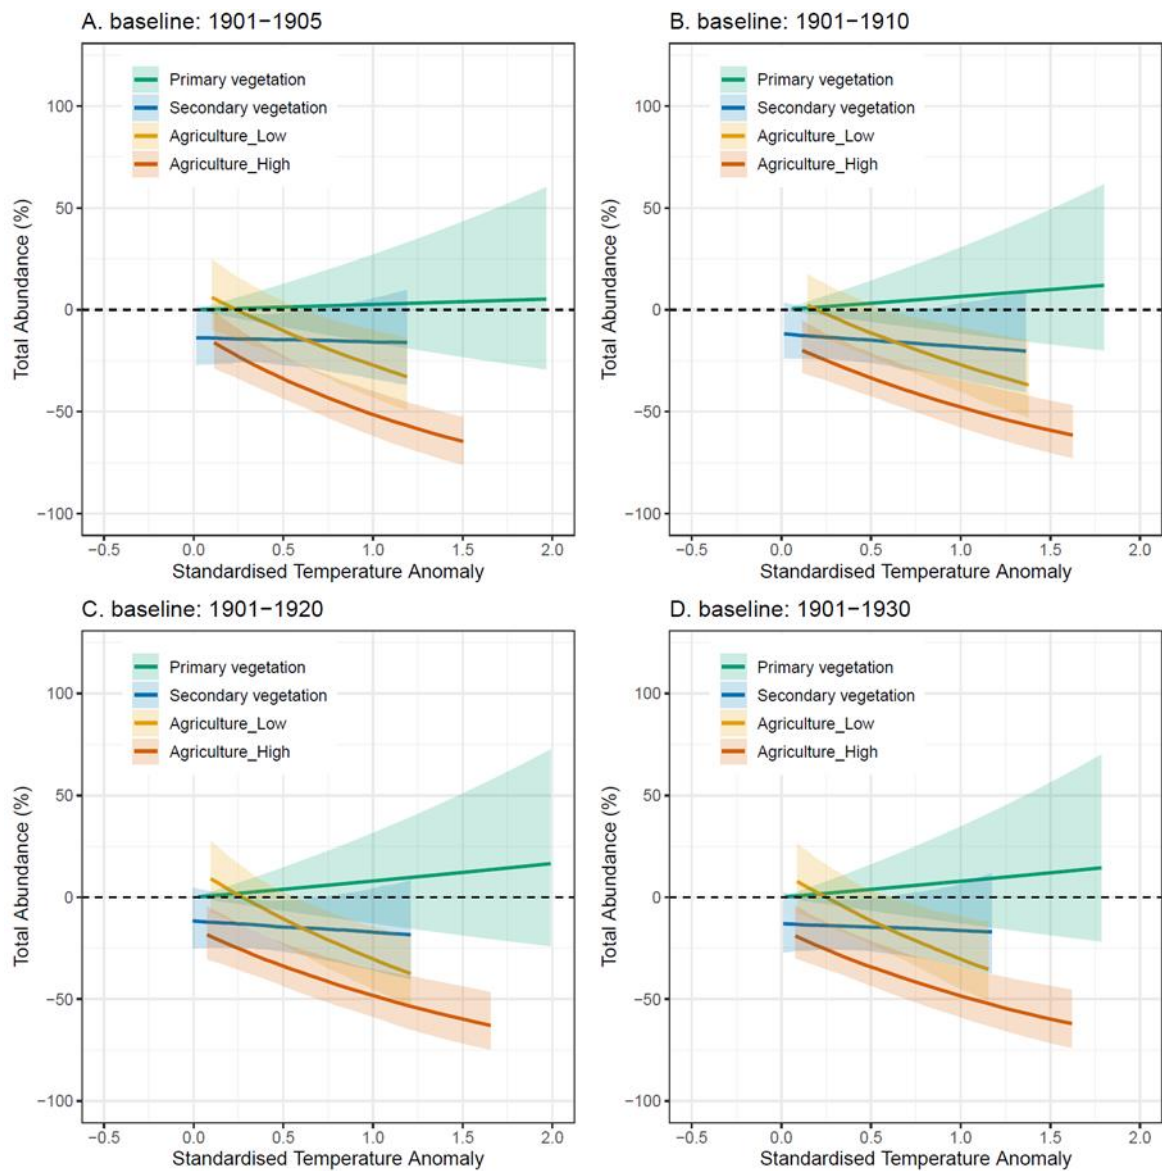 A. baseline: 1901−1905
Total Abundance (%)
100
50
0
−50
−100
Primary vegetation
Secondary vegetation
Agriculture_Low
Agriculture_High
−0.5 0.0 0.5 1.0 1.5 2.0
Standardised Temperature Anomaly
B. baseline: 1901−1910
Total Abundance (%)
100
50
0
−50
−100
Primary vegetation
Secondary vegetation
Agriculture_Low
Agriculture_High
−0.5 0.0 0.5 1.0 1.5 2.0
Standardised Temperature Anomaly
C. baseline: 1901−1920
Total Abundance (%)
100
50
0
−50
−100
Primary vegetation
Secondary vegetation
Agriculture_Low
Agriculture_High
−0.5 0.0 0.5 1.0 1.5 2.0
Standardised Temperature Anomaly
D. baseline: 1901−1930
Total Abundance (%)
100
50
0
−50
−100
Primary vegetation
Secondary vegetation
Agriculture_Low
Agriculture_High
−0.5 0.0 0.5 1.0 1.5 2.0
Standardised Temperature Anomaly